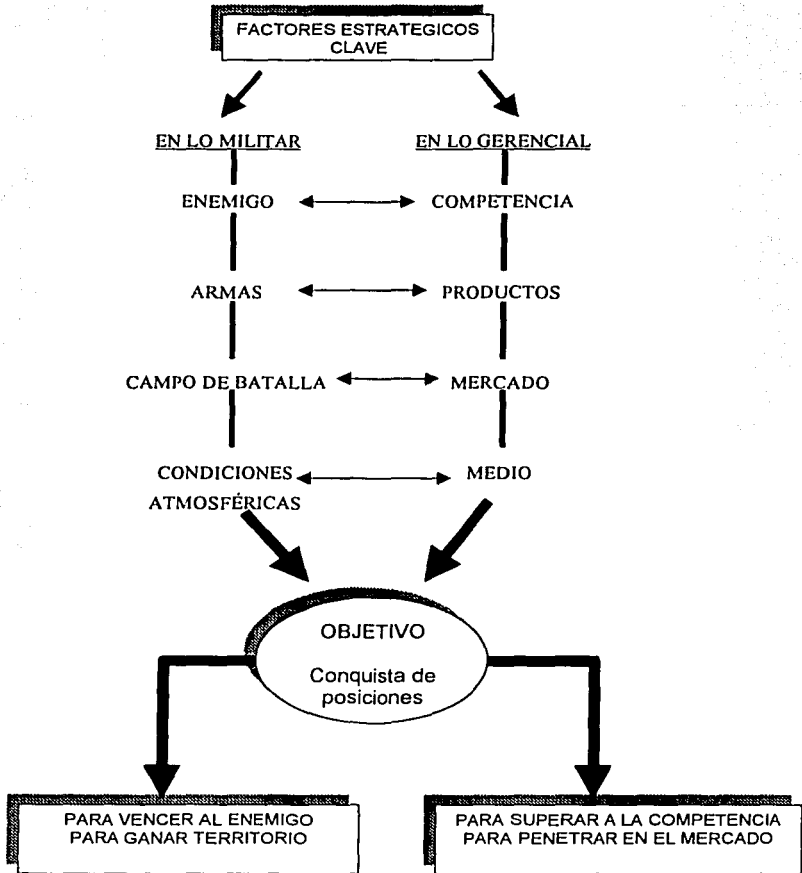 FACTORES ESTRATEGICOS
CLAVE
EN LO MILITAR
EN LO GERENCIAL
ENEMIGO
COMPETENCIA
ARMAS
PRODUCTOS
CAMPO DE BATALLA
MERCADO
CONDICIONES
ATMOSFÉRICAS
MEDIO
OBJETIVO
Conquista de
posiciones
PARA VENCER AL ENEMIGO
PARA GANAR TERRITORIO
PARA SUPERAR A LA COMPETENCIA
PARA PENETRAR EN EL MERCADO